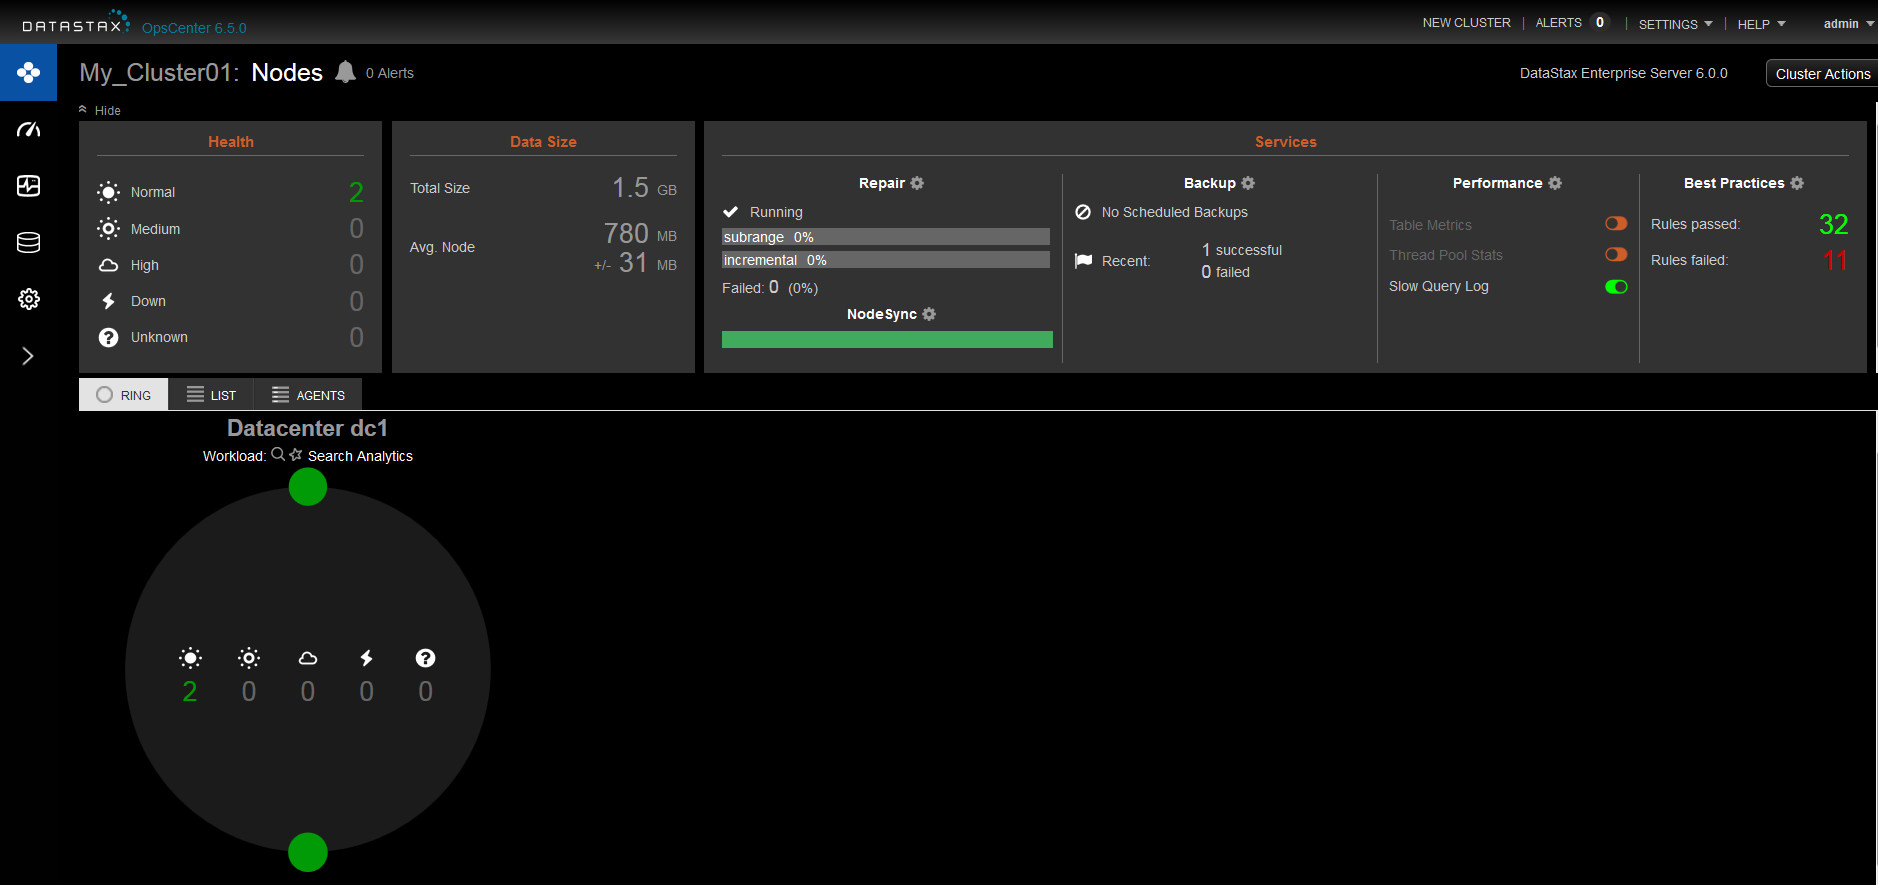 DATASTAX OpsCenter 6.5.0 NEW CLUSTER | ALERTS 0 | SETTINGS | HELP admin
My_Cluster01: Nodes 0 Alerts DataStax Enterprise Server 6.0.0 Cluster Actions
Hide
Health
Normal 2
Medium 0
High 0
Down 0
Unknown 0
Data Size
Total Size 1.5 GB
Avg. Node 780 MB
+/- 31 MB
Services
Repair
Running
subrange 0%
incremental 0%
Failed: 0 (0%)
NodeSync
Backup
No Scheduled Backups
Recent: 1 successful
0 failed
Performance
Table Metrics
Thread Pool Stats
Slow Query Log
Best Practices
Rules passed: 32
Rules failed: 11
RING LIST AGENTS
Datacenter dc1
Workload: Search Analytics
2 0 0 0 0